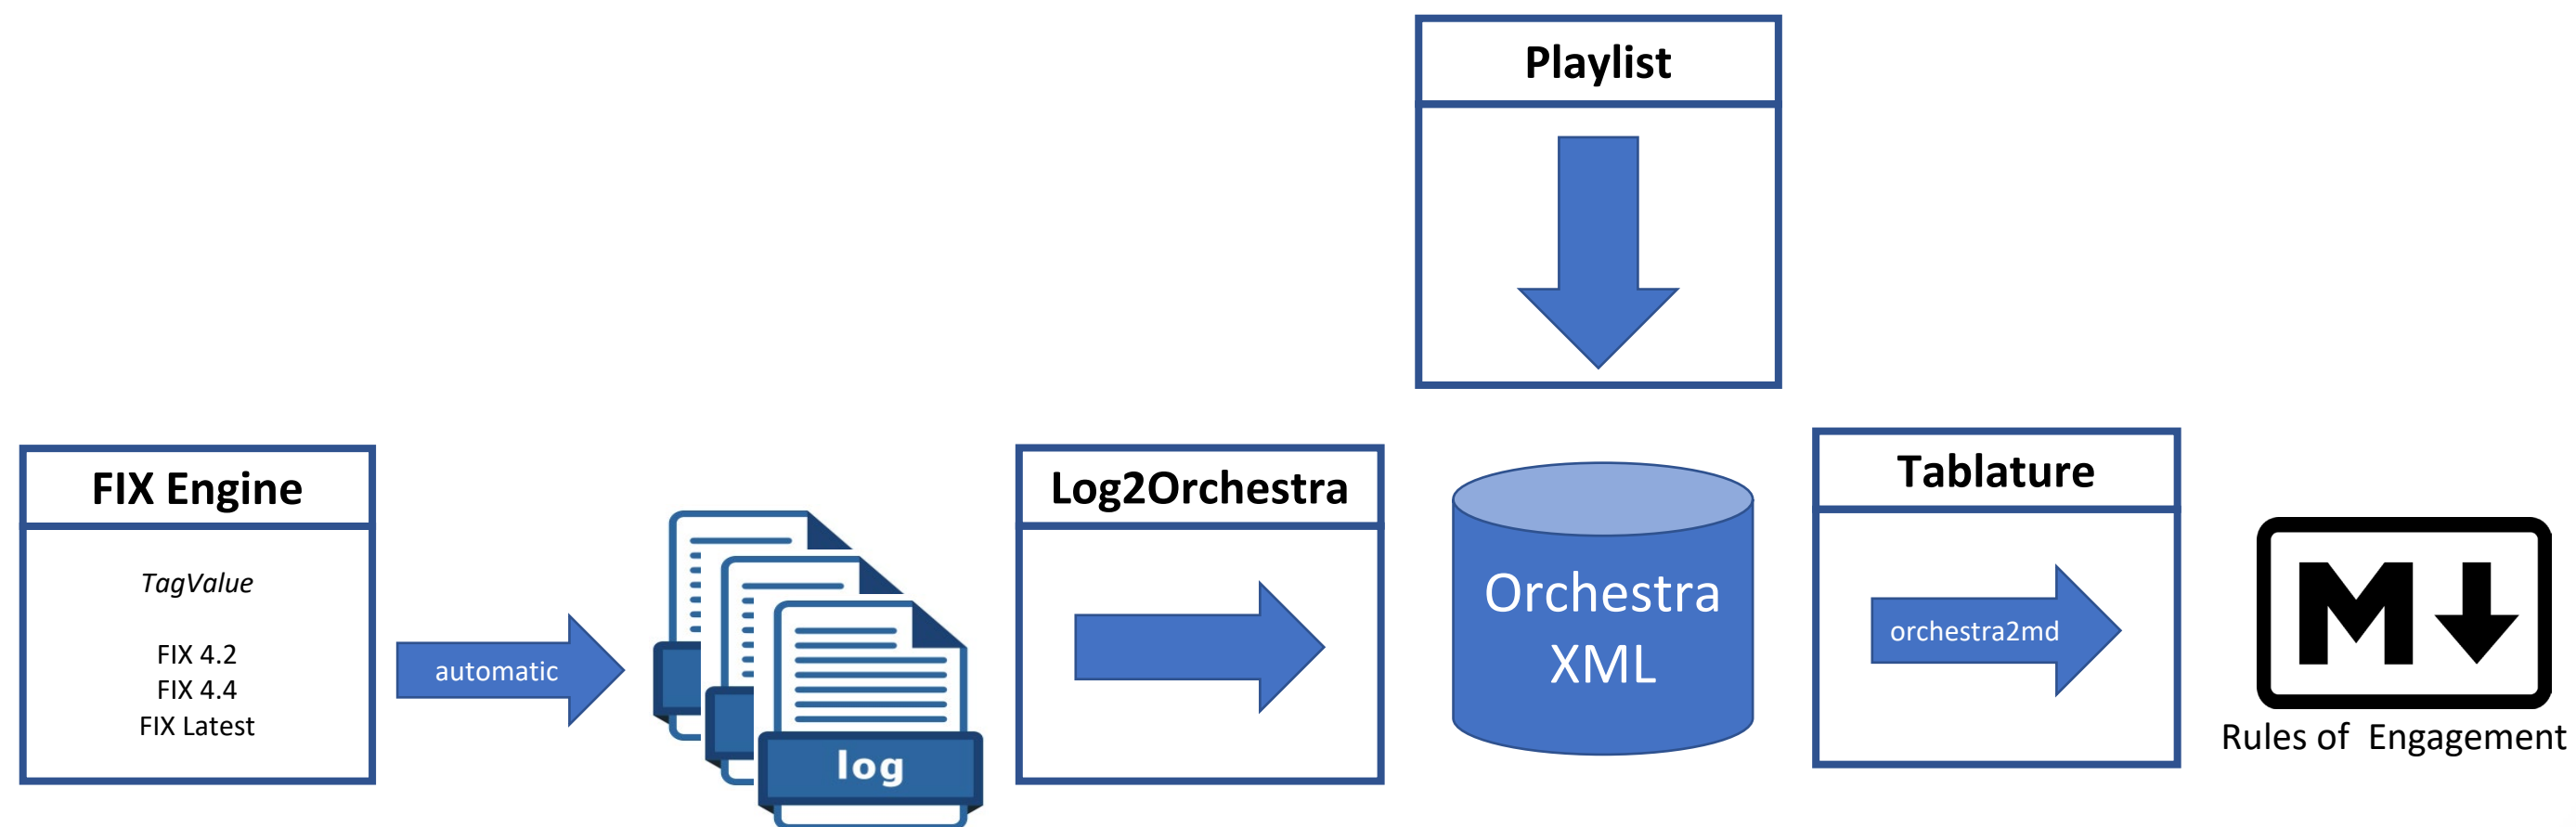 Playlist
FIX Engine
TagValue
FIX 4.2
FIX 4.4
FIX Latest
automatic
log
Log2Orchestra
Orchestra
XML
Tablature
orchestra2md
M
Rules of Engagement